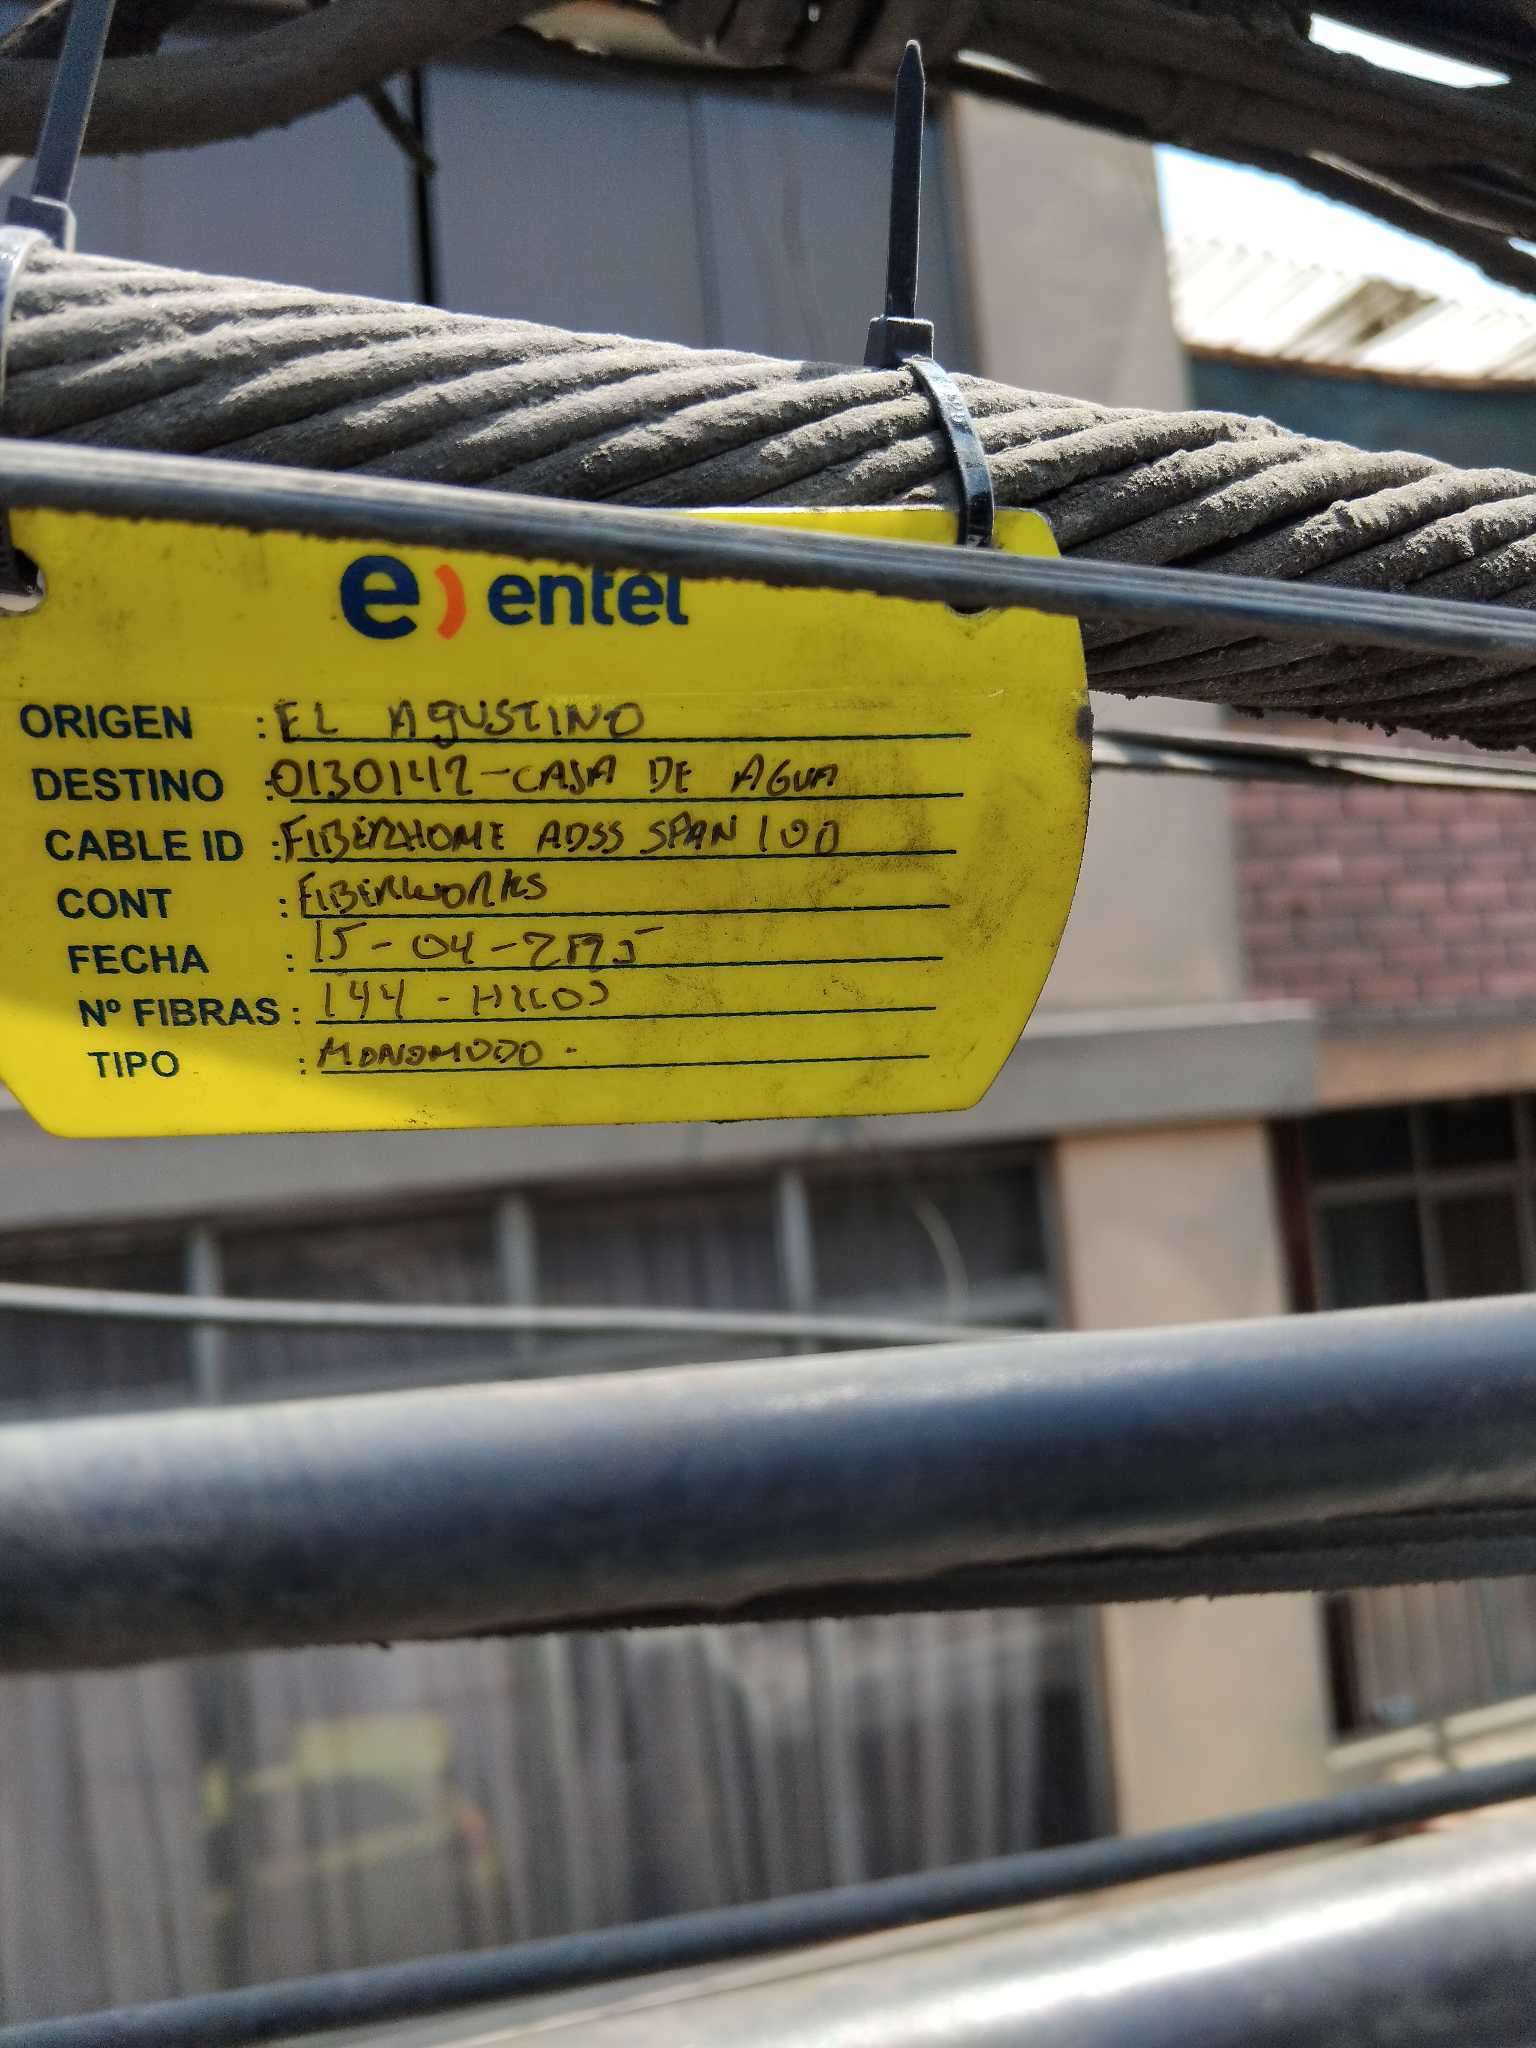 e) entel
ORIGEN : EL AGUSTINO
DESTINO : 0130142-CASA DE AGUA
CABLE ID : FIBERHOME ADSS SPAN 100
CONT : FIBERWORKS
FECHA : 15-04-2025
Nº FIBRAS : 144 - HILOS
TIPO : MONOMODO.